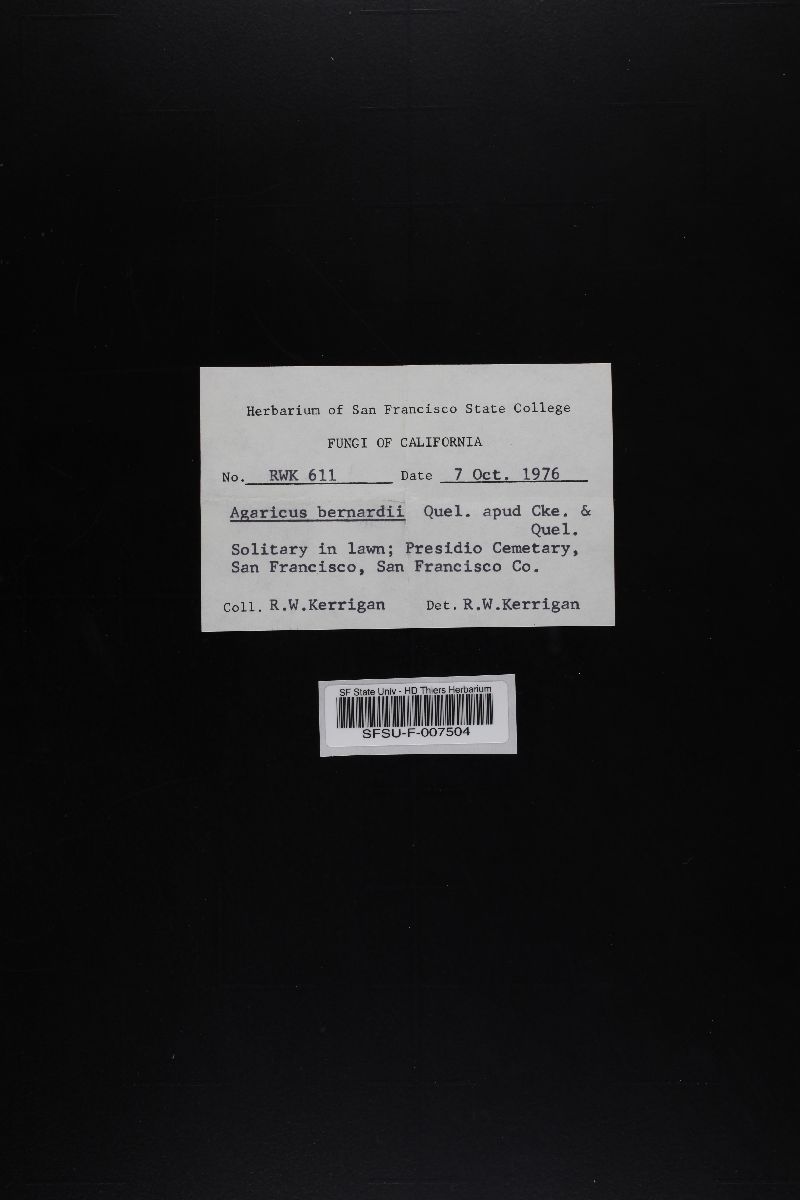 Herbarium of San Francisco State College
FUNGI OF CALIFORNIA
No. RWK 611 Date 7 Oct. 1976
Agaricus bernardii Quel. apud Cke. &
Quel.
Solitary in lawn; Presidio Cemetary,
San Francisco, San Francisco Co.
Coll. R.W.Kerrigan Det. R.W.Kerrigan
SF State Univ - HD Thiers Herbarium
SFSU-F-007504